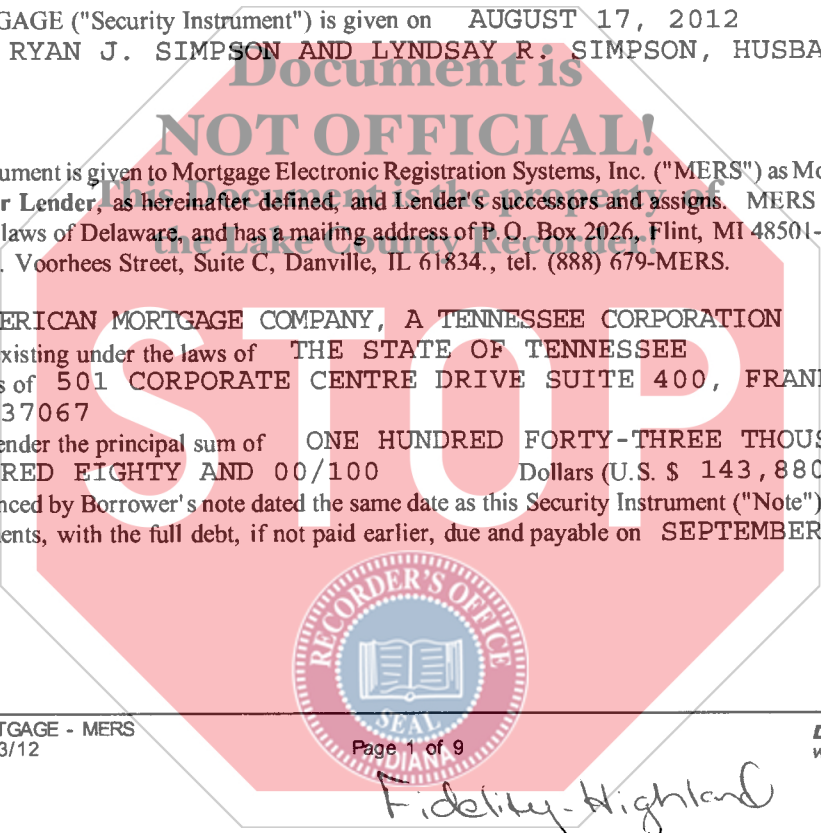 GAGE ("Security Instrument") is given on AUGUST 17, 2012
RYAN J. SIMPSON AND LYNDSAY R. SIMPSON, HUSBA
Document is
NOT OFFICIAL!
ument is given to Mortgage Electronic Registration Systems, Inc. ("MERS") as Mo
r Lender, as hereinafter defined, and Lender's successors and assigns. MERS
This Document is the property of
laws of Delaware, and has a mailing address of P.O. Box 2026, Flint, MI 48501-
the Lake County Recorder!
. Voorhees Street, Suite C, Danville, IL 61834., tel. (888) 679-MERS.
ERICAN MORTGAGE COMPANY, A TENNESSEE CORPORATION
xisting under the laws of THE STATE OF TENNESSEE
s of 501 CORPORATE CENTRE DRIVE SUITE 400, FRAN
37067
ender the principal sum of ONE HUNDRED FORTY-THREE THOUS
RED EIGHTY AND 00/100 Dollars (U.S. $ 143,880
nced by Borrower's note dated the same date as this Security Instrument ("Note")
ents, with the full debt, if not paid earlier, due and payable on SEPTEMBER
STOP
RECORDER'S OFFICE
SEAL
DIANA
TGAGE - MERS
3/12
Page 1 of 9
Fidelity-Highland